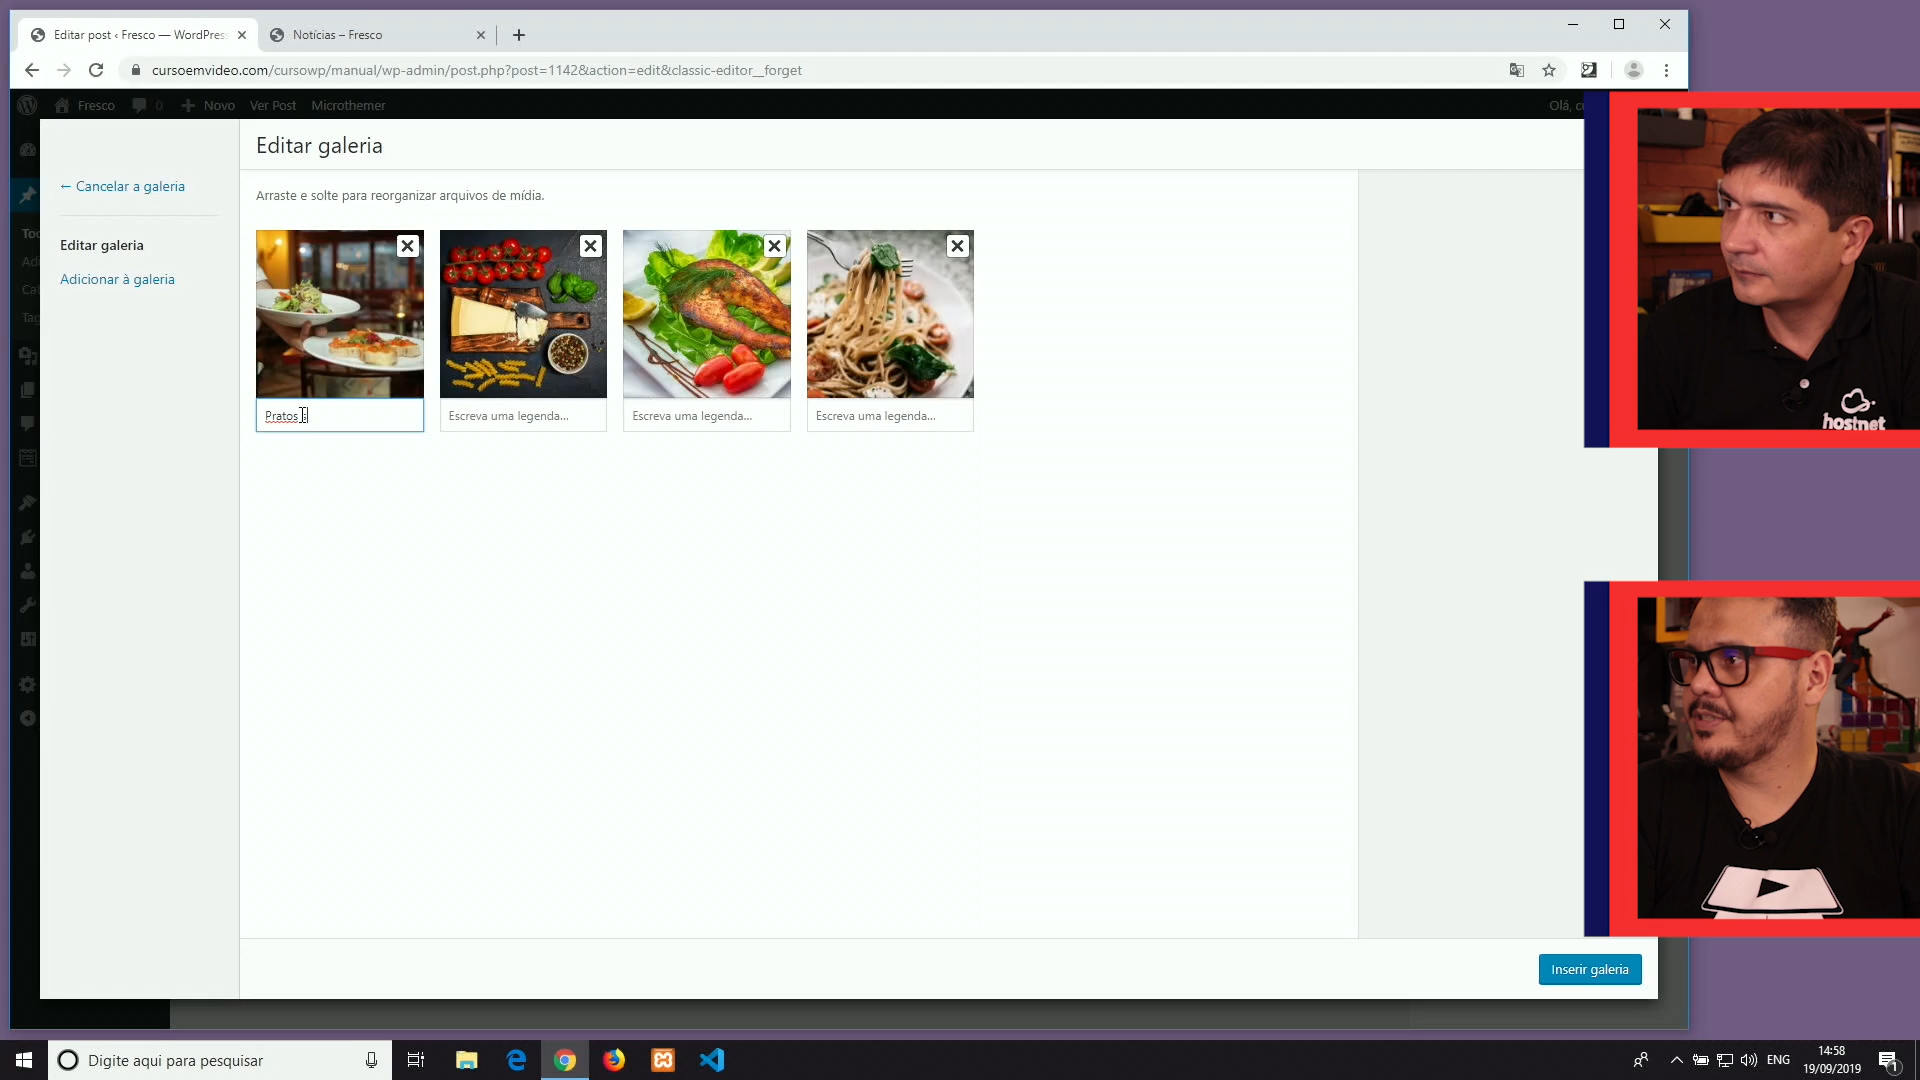 Editar post ‹ Fresco — WordPres
Notícias – Fresco
cursoemvideo.com/cursowp/manual/wp-admin/post.php?post=1142&action=edit&classic-editor__forget
Fresco
0
Novo
Ver Post
Microthemer
Olá, c
Editar galeria
← Cancelar a galeria
Arraste e solte para reorganizar arquivos de mídia.
Editar galeria
Adicionar à galeria
Pratos
Escreva uma legenda...
Escreva uma legenda...
Escreva uma legenda...
Inserir galeria
hostnet
Digite aqui para pesquisar
ENG
14:58
19/09/2019
1